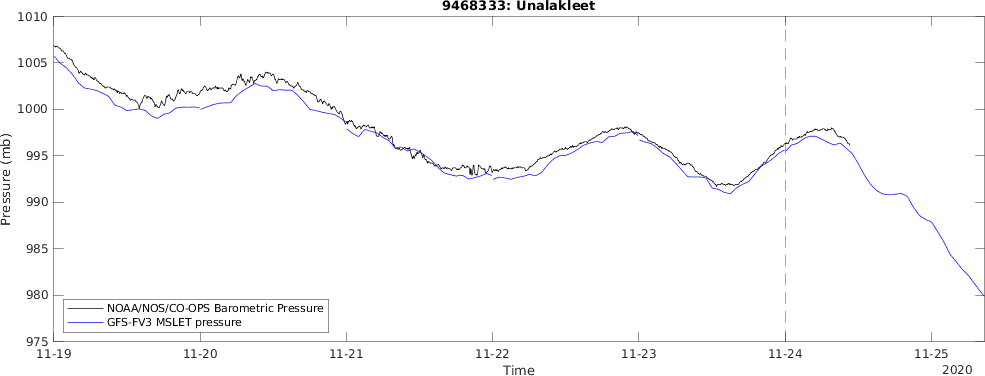 9468333: Unalakleet
1010
1005
1000
995
990
985
980
975
Pressure (mb)
NOAA/NOS/CO-OPS Barometric Pressure
GFS-FV3 MSLET pressure
11-19 11-20 11-21 11-22 11-23 11-24 11-25
Time
2020